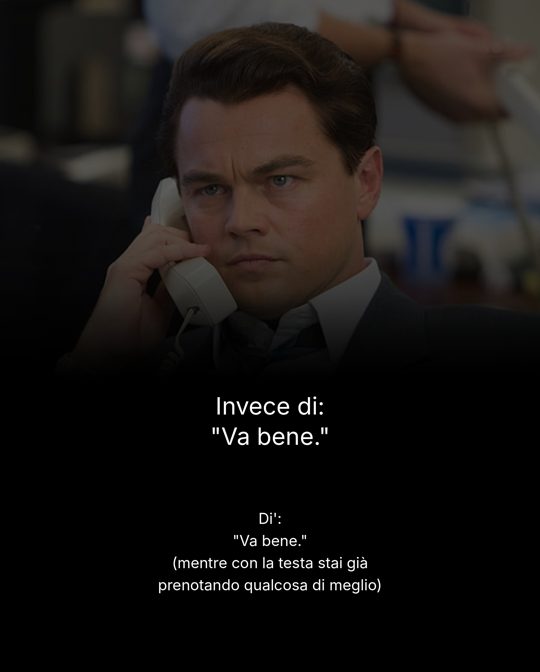 Invece di:
"Va bene."
Di':
"Va bene."
(mentre con la testa stai già
prenotando qualcosa di meglio)